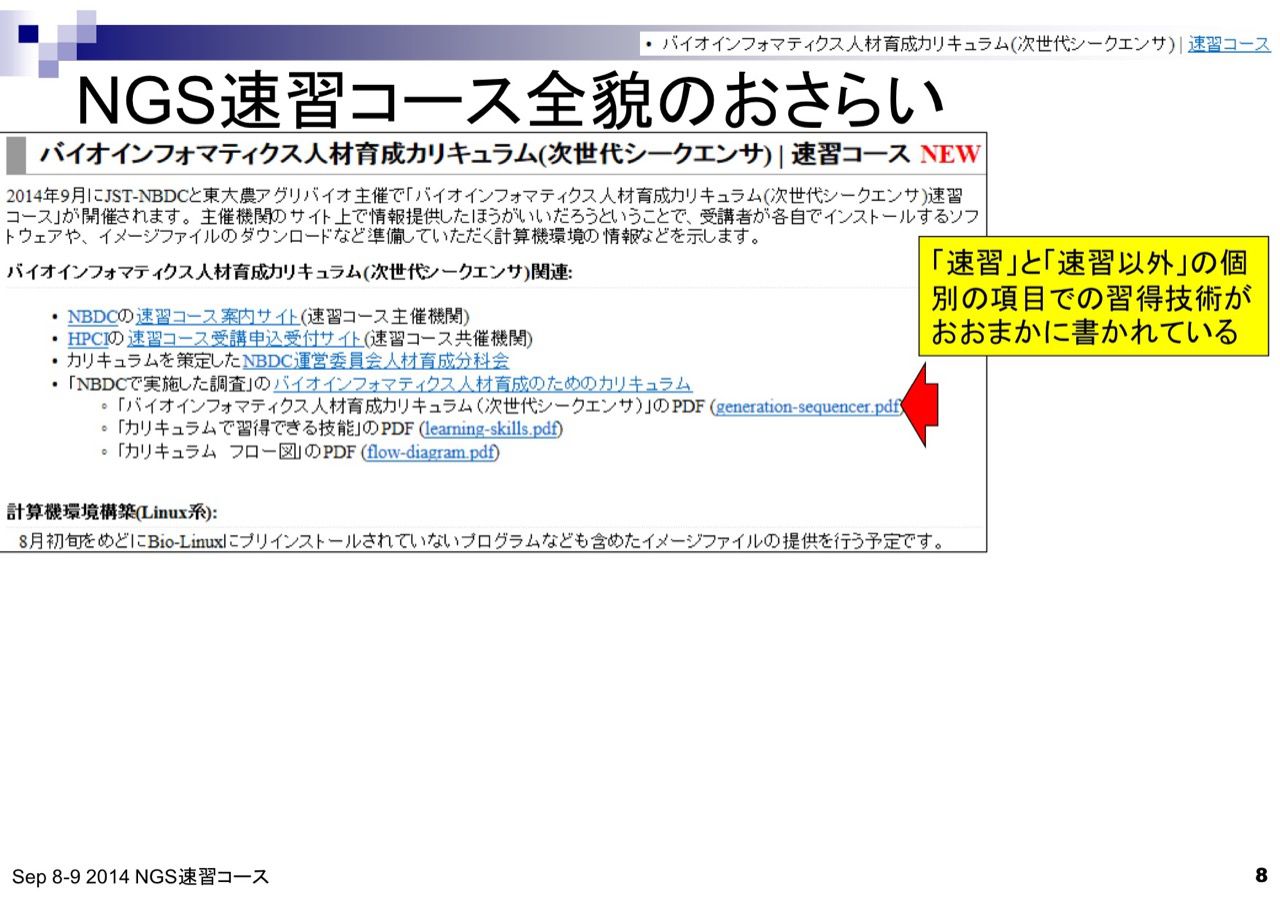 • バイオインフォマティクス人材育成カリキュラム(次世代シークエンサ) | 速習コース
NGS速習コース全貌のおさらい
バイオインフォマティクス人材育成カリキュラム(次世代シークエンサ) | 速習コース NEW
2014年9月にJST-NBDCと東大農アグリバイオ主催で「バイオインフォマティクス人材育成カリキュラム(次世代シークエンサ)速習
コース」が開催されます。主催機関のサイト上で情報提供したほうがいいだろうということで、受講者が各自でインストールするソフ
トウェアや、イメージファイルのダウンロードなど準備していただく計算機環境の情報などを示します。
バイオインフォマティクス人材育成カリキュラム(次世代シークエンサ)関連:
• NBDCの速習コース案内サイト(速習コース主催機関)
• HPCIの速習コース受講申込受付サイト(速習コース共催機関)
• カリキュラムを策定したNBDC運営委員会人材育成分科会
• 「NBDCで実施した調査」のバイオインフォマティクス人材育成のためのカリキュラム
◦ 「バイオインフォマティクス人材育成カリキュラム（次世代シークエンサ）」のPDF (generation-sequencer.pdf)
◦ 「カリキュラムで習得できる技能」のPDF (learning-skills.pdf)
◦ 「カリキュラム フロー図」のPDF (flow-diagram.pdf)
「速習」と「速習以外」の個
別の項目での習得技術が
おおまかに書かれている
計算機環境構築(Linux系):
8月初旬をめどにBio-Linuxにプリインストールされていないプログラムなども含めたイメージファイルの提供を行う予定です。
Sep 8-9 2014 NGS速習コース
8